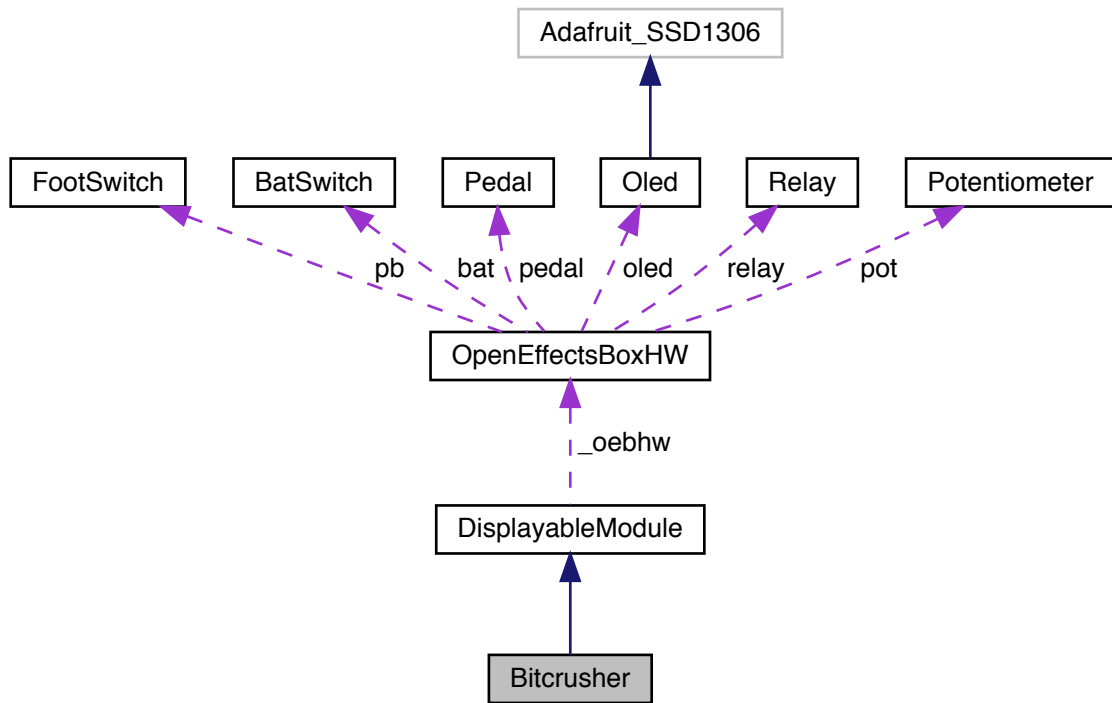 Adafruit_SSD1306
FootSwitch
BatSwitch
Pedal
Oled
Relay
Potentiometer
pb
bat
pedal
oled
relay
pot
OpenEffectsBoxHW
_oebhw
DisplayableModule
Bitcrusher